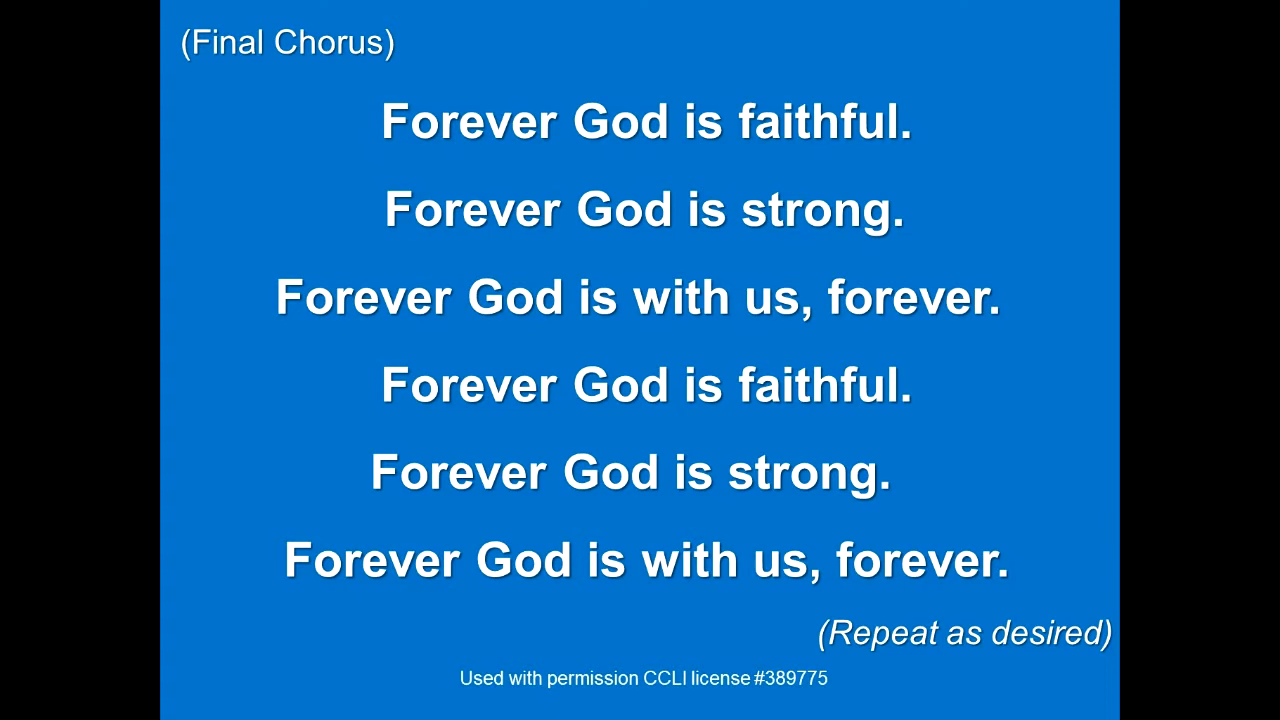 (Final Chorus)
Forever God is faithful.
Forever God is strong.
Forever God is with us, forever.
Forever God is faithful.
Forever God is strong.
Forever God is with us, forever.
(Repeat as desired)
Used with permission CCLI license #389775